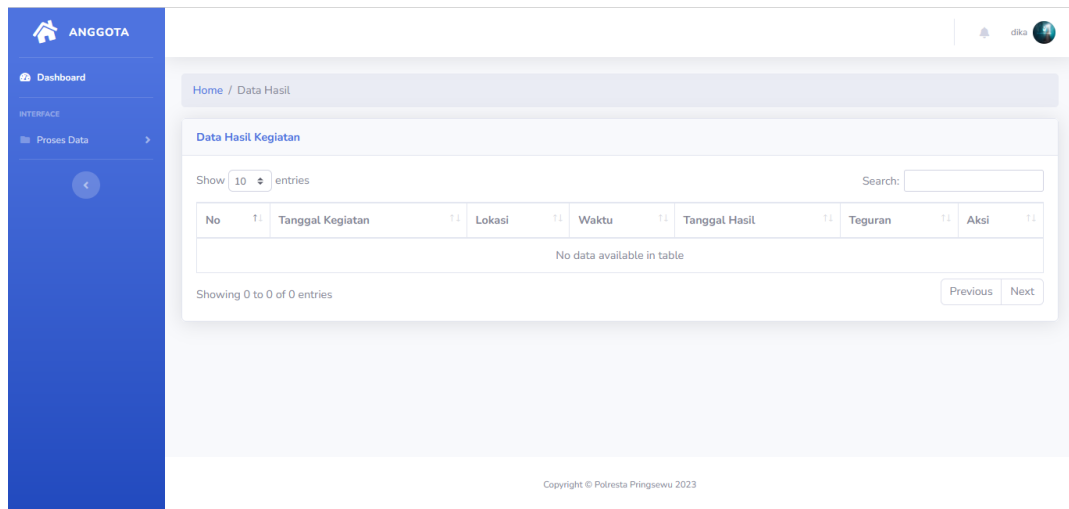 ANGGOTA
dika
Dashboard
Home / Data Hasil
INTERFACE
Proses Data
Data Hasil Kegiatan
Show 10 entries Search:
No Tanggal Kegiatan Lokasi Waktu Tanggal Hasil Teguran Aksi
No data available in table
Showing 0 to 0 of 0 entries Previous Next
Copyright © Polresta Pringsewu 2023